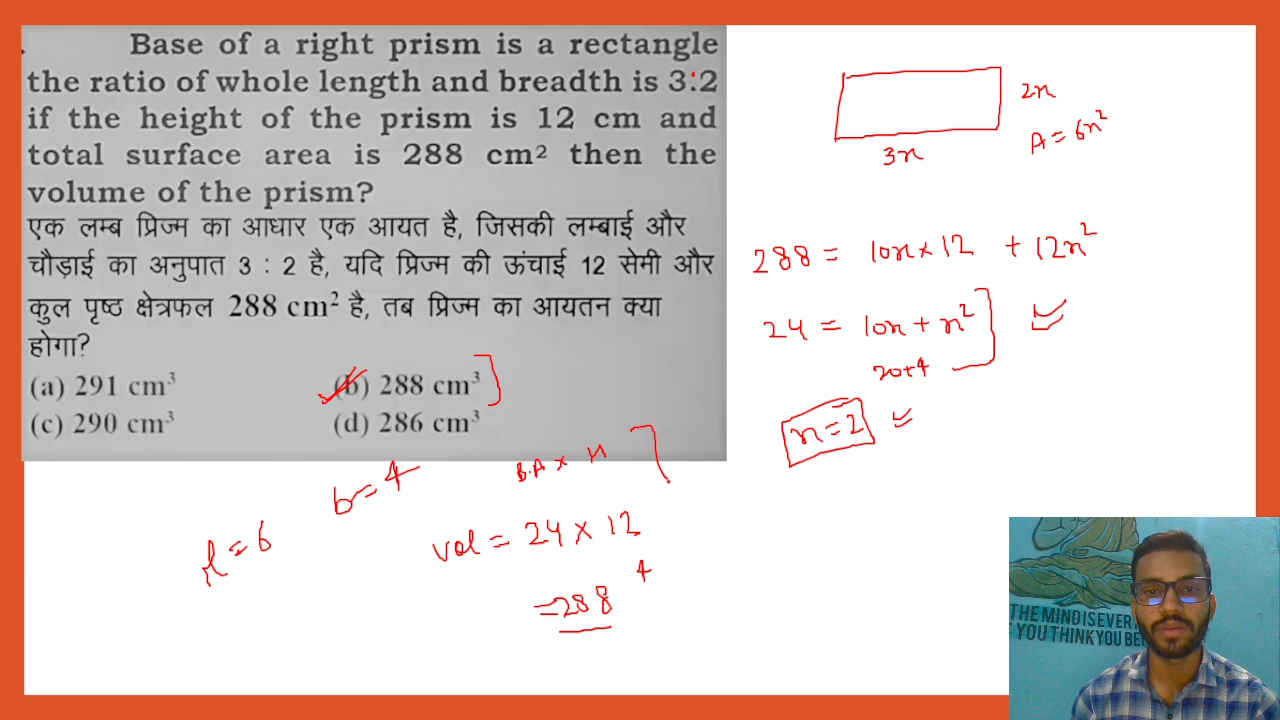 Base of a right prism is a rectangle
the ratio of whole length and breadth is 3:2
if the height of the prism is 12 cm and
total surface area is 288 cm² then the
volume of the prism?
एक लम्ब प्रिज्म का आधार एक आयत है, जिसकी लम्बाई और
चौड़ाई का अनुपात 3 : 2 है, यदि प्रिज्म की ऊंचाई 12 सेमी और
कुल पृष्ठ क्षेत्रफल 288 cm² है, तब प्रिज्म का आयतन क्या
होगा?
(a) 291 cm³ (b) 288 cm³
(c) 290 cm³ (d) 286 cm³
2x
3x
A = 6x²
288 = 10x × 12 + 12x²
24 = 10x + x²
20+4
x = 2
l = 6
b = 4
B.A × H
vol = 24 × 12
4
= 288
THE MIND IS EVER
YOU THINK YOU BE